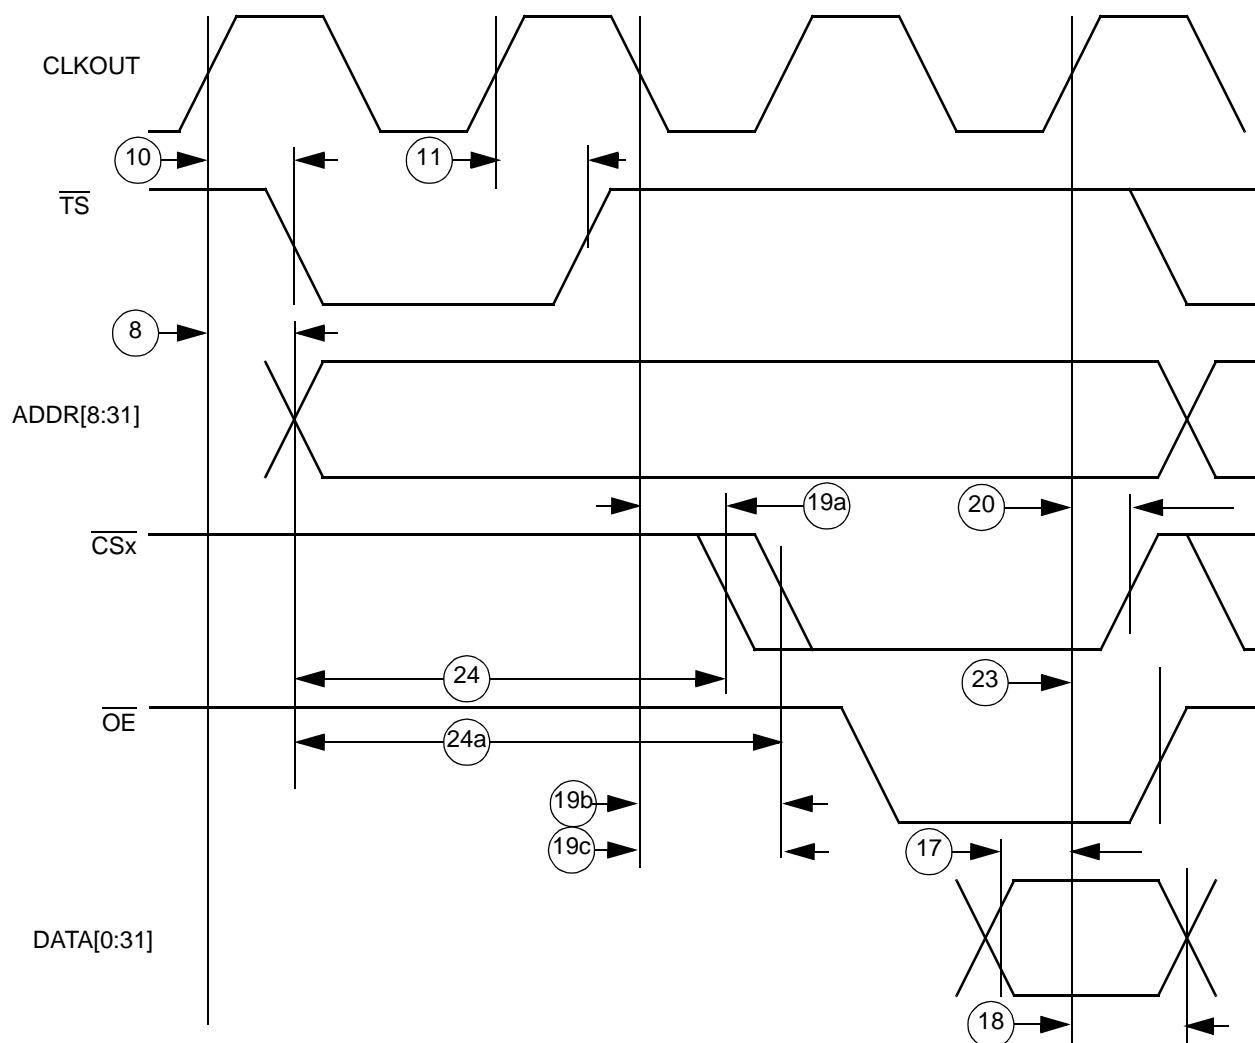 CLKOUT
10
11
TS
8
ADDR[8:31]
19a
20
CSx
24
23
OE
24a
19b
19c
17
DATA[0:31]
18